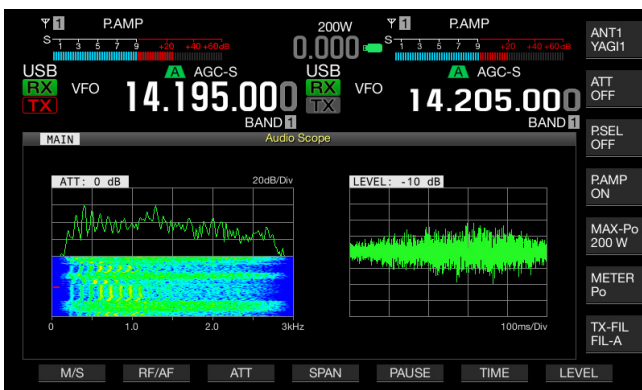 1 P.AMP 200W 1 P.AMP ANT1
YAGI1
S 1 3 5 7 9 +20 +40 +60dB 0.000 S 1 3 5 7 9 +20 +40 +60dB
USB A AGC-S USB A AGC-S ATT
OFF
RX VFO 14.195.000 RX VFO 14.205.000
TX TX
BAND 1 BAND 1
P.SEL
OFF
MAIN Audio Scope
ATT: 0 dB 20dB/Div LEVEL: -10 dB
P.AMP
ON
MAX-Po
200 W
METER
Po
0 1.0 2.0 3kHz 100ms/Div
TX-FIL
FIL-A
M/S RF/AF ATT SPAN PAUSE TIME LEVEL